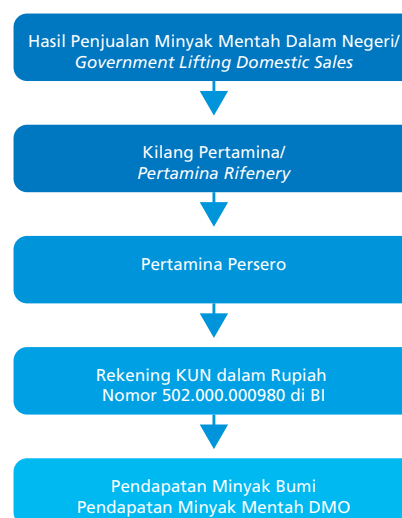 Hasil Penjualan Minyak Mentah Dalam Negeri/
Government Lifting Domestic Sales
Kilang Pertamina/
Pertamina Rifenery
Pertamina Persero
Rekening KUN dalam Rupiah
Nomor 502.000.000980 di BI
Pendapatan Minyak Bumi
Pendapatan Minyak Mentah DMO